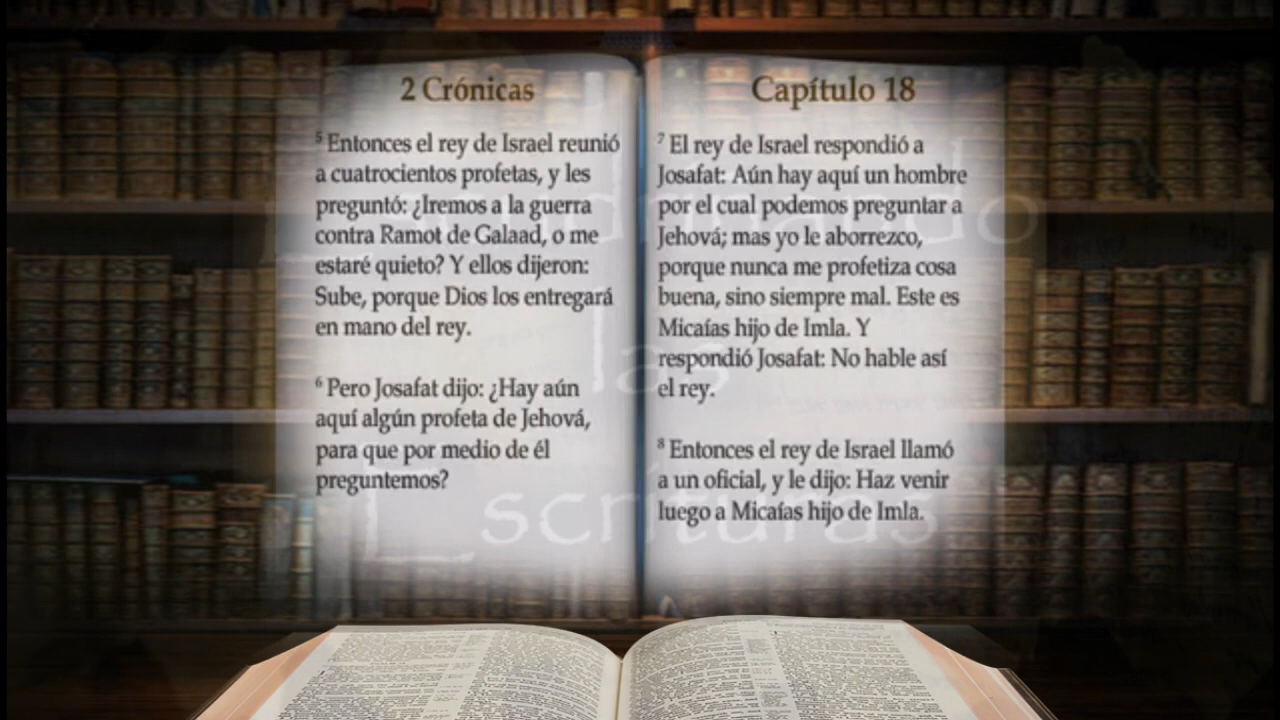 2 Crónicas
5 Entonces el rey de Israel reunió
a cuatrocientos profetas, y les
preguntó: ¿Iremos a la guerra
contra Ramot de Galaad, o me
estaré quieto? Y ellos dijeron:
Sube, porque Dios los entregará
en mano del rey.
6 Pero Josafat dijo: ¿Hay aún
aquí algún profeta de Jehová,
para que por medio de él
preguntemos?
Capítulo 18
7 El rey de Israel respondió a
Josafat: Aún hay aquí un hombre
por el cual podemos preguntar a
Jehová; mas yo le aborrezco,
porque nunca me profetiza cosa
buena, sino siempre mal. Este es
Micaías hijo de Imla. Y
respondió Josafat: No hable así
el rey.
8 Entonces el rey de Israel llamó
a un oficial, y le dijo: Haz venir
luego a Micaías hijo de Imla.
las
Escrituras